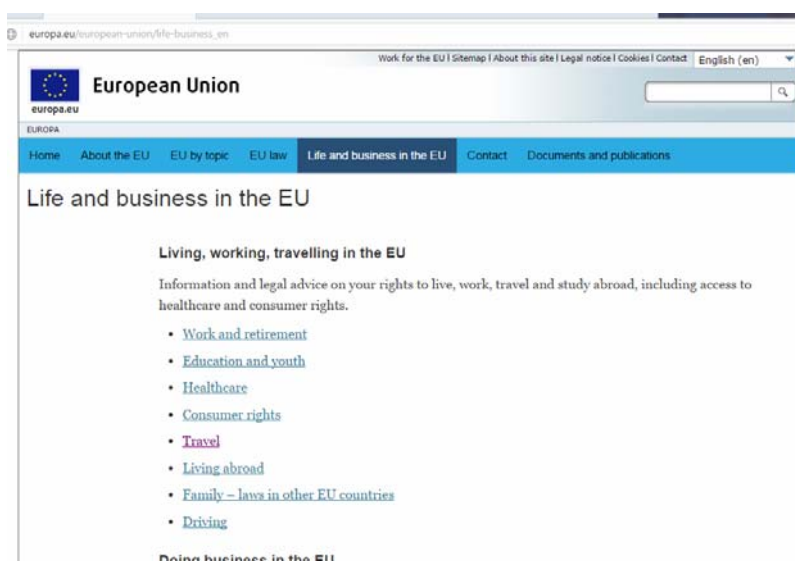 europa.eu/european-union/life-business_en
Work for the EU | Sitemap | About this site | Legal notice | Cookies | Contact
English (en)
European Union
europa.eu
EUROPA
Home About the EU EU by topic EU law Life and business in the EU Contact Documents and publications
Life and business in the EU
Living, working, travelling in the EU
Information and legal advice on your rights to live, work, travel and study abroad, including access to
healthcare and consumer rights.
• Work and retirement
• Education and youth
• Healthcare
• Consumer rights
• Travel
• Living abroad
• Family – laws in other EU countries
• Driving
Doing business in the EU